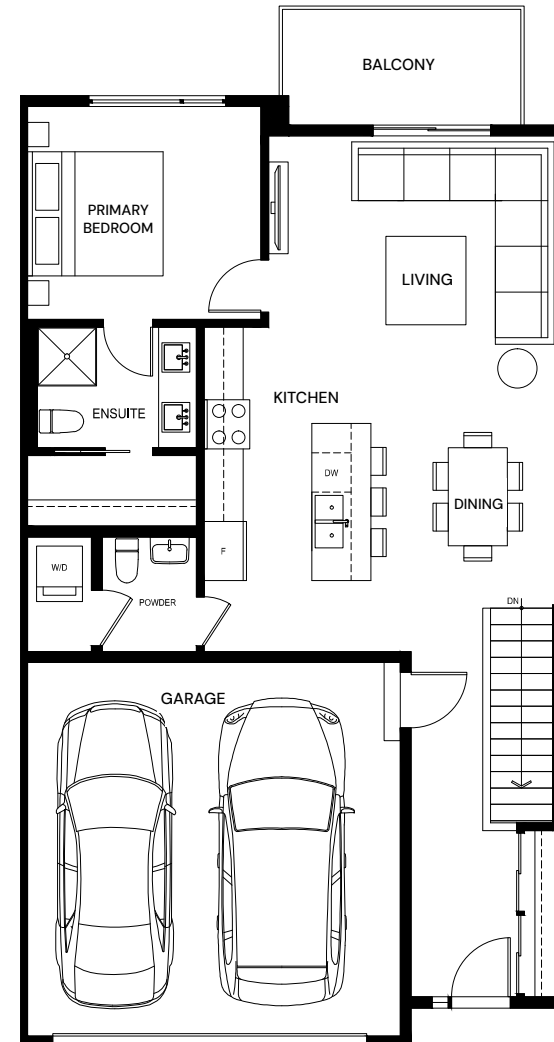 BALCONY
PRIMARY
BEDROOM
LIVING
KITCHEN
ENSUITE
DW
DINING
F
W/D
POWDER
DN
GARAGE